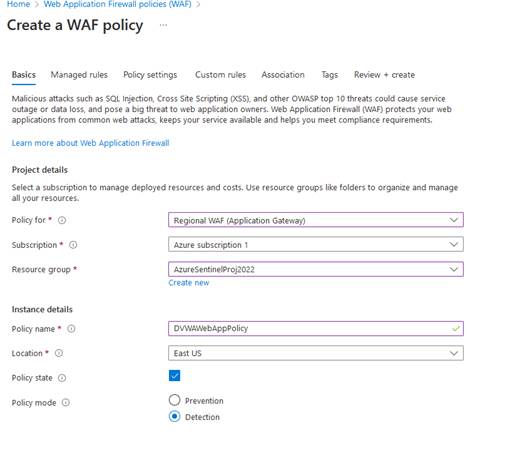 Home > Web Application Firewall policies (WAF) >
Create a WAF policy ...
Basics Managed rules Policy settings Custom rules Association Tags Review + create
Malicious attacks such as SQL Injection, Cross Site Scripting (XSS), and other OWASP top 10 threats could cause service
outage or data loss, and pose a big threat to web application owners. Web Application Firewall (WAF) protects your web
applications from common web attacks, keeps your service available and helps you meet compliance requirements.
Learn more about Web Application Firewall
Project details
Select a subscription to manage deployed resources and costs. Use resource groups like folders to organize and manage
all your resources.
Policy for * Regional WAF (Application Gateway)
Subscription * Azure subscription 1
Resource group * AzureSentinelProj2022
Create new
Instance details
Policy name * DVWAWebAppPolicy
Location * East US
Policy state
Policy mode Prevention
Detection